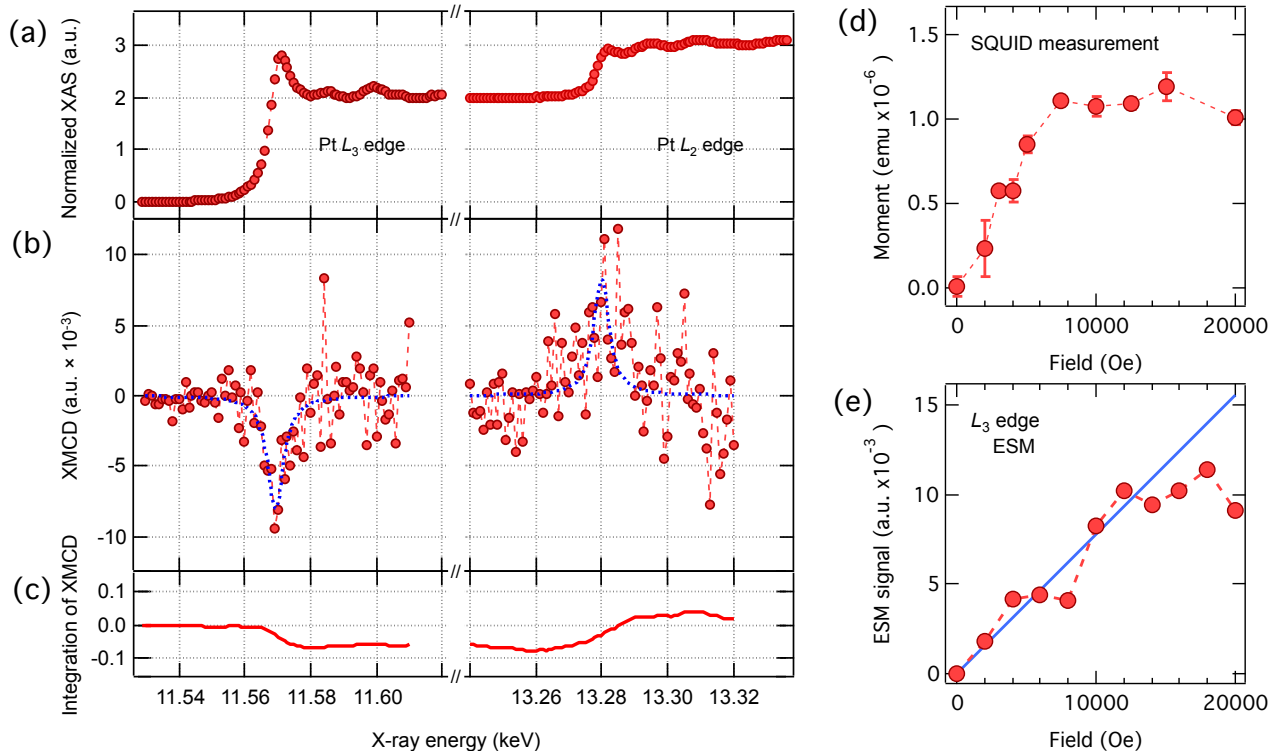 (a)
Normalized XAS (a.u.)
3
2
1
0
//
Pt L₃ edge
Pt L₂ edge
//
(b)
XMCD (a.u. × 10⁻³)
10
5
0
-5
-10
//
(c)
Integration of XMCD
0.1
0.0
-0.1
//
11.54 11.56 11.58 11.60 13.26 13.28 13.30 13.32
X-ray energy (keV)
(d)
SQUID measurement
Moment (emu x10⁻⁶)
1.5
1.0
0.5
0.0
0 10000 20000
Field (Oe)
(e)
L₃ edge
ESM
ESM signal (a.u. x10⁻³)
15
10
5
0
0 10000 20000
Field (Oe)